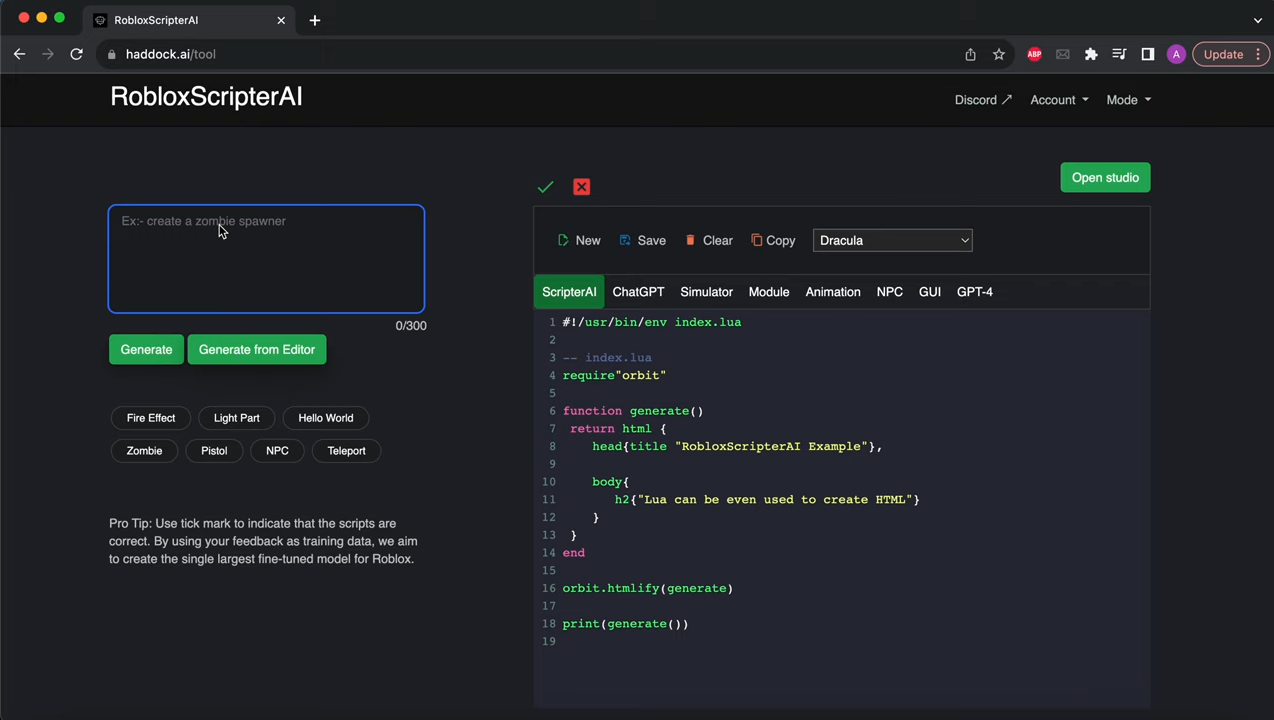 RobloxScripterAI
haddock.ai/tool
ABP
A
Update
RobloxScripterAI
Discord ↗ Account Mode
Open studio
Ex:- create a zombie spawner
0/300
Generate Generate from Editor
Fire Effect Light Part Hello World
Zombie Pistol NPC Teleport
Pro Tip: Use tick mark to indicate that the scripts are
correct. By using your feedback as training data, we aim
to create the single largest fine-tuned model for Roblox.
New Save Clear Copy Dracula
ScripterAI ChatGPT Simulator Module Animation NPC GUI GPT-4
1 #!/usr/bin/env index.lua
2
3 -- index.lua
4 require"orbit"
5
6 function generate()
7 return html {
8 head{title "RobloxScripterAI Example"},
9
10 body{
11 h2{"Lua can be even used to create HTML"}
12 }
13 }
14 end
15
16 orbit.htmlify(generate)
17
18 print(generate())
19